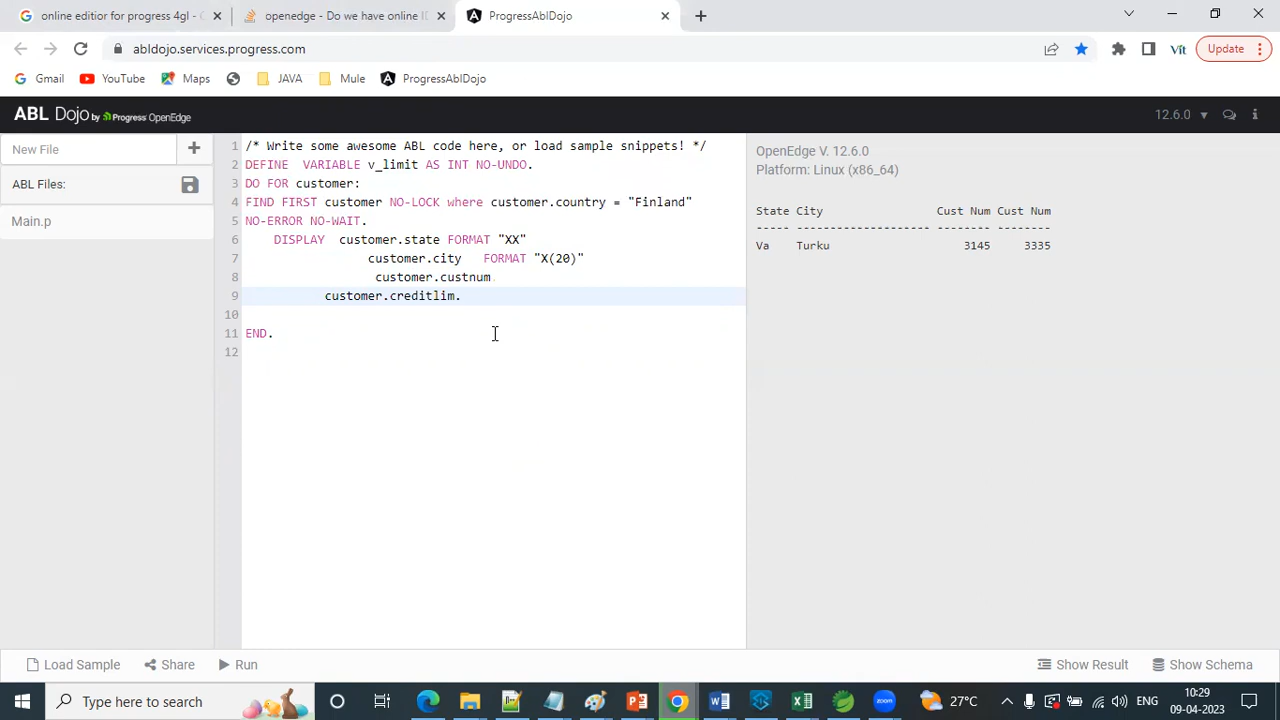 online editior for progress 4gl - G
openedge - Do we have online ID
ProgressAblDojo
abldojo.services.progress.com
Update
Gmail
YouTube
Maps
JAVA
Mule
ProgressAblDojo
ABL Dojo by Progress OpenEdge
12.6.0
New File
ABL Files:
Main.p
1 /* Write some awesome ABL code here, or load sample snippets! */
2 DEFINE  VARIABLE v_limit AS INT NO-UNDO.
3 DO FOR customer:
4 FIND FIRST customer NO-LOCK where customer.country = "Finland"
5 NO-ERROR NO-WAIT.
6 DISPLAY  customer.state FORMAT "XX"
7 customer.city   FORMAT "X(20)"
8 customer.custnum
9 customer.creditlim.
10
11 END.
12
OpenEdge V. 12.6.0
Platform: Linux (x86_64)
State City Cust Num Cust Num
----- -------------------- -------- --------
Va Turku 3145 3335
Load Sample
Share
Run
Show Result
Show Schema
Type here to search
27°C
ENG
10:29
09-04-2023